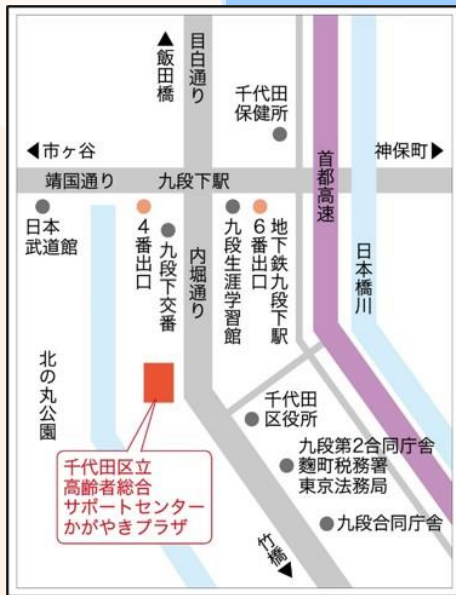 ▲飯田橋
目白通り
千代田
保健所
首都高速
◀市ヶ谷
神保町▶
靖国通り
九段下駅
日本
武道館
4番出口
九段下交番
内堀通り
九段生涯学習館
6番出口
地下鉄九段下駅
日本橋川
北の丸公園
千代田
区役所
千代田区立
高齢者総合
サポートセンター
かがやきプラザ
九段第2合同庁舎
麴町税務署
東京法務局
九段合同庁舎
竹橋▼